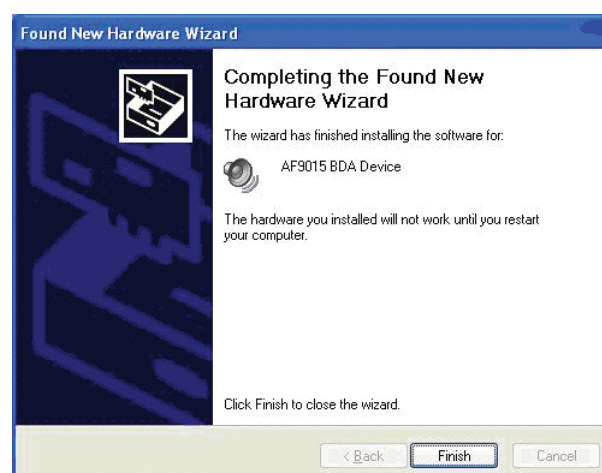 Found New Hardware Wizard
Completing the Found New
Hardware Wizard
The wizard has finished installing the software for:
AF9015 BDA Device
The hardware you installed will not work until you restart
your computer.
Click Finish to close the wizard.
< Back
Finish
Cancel